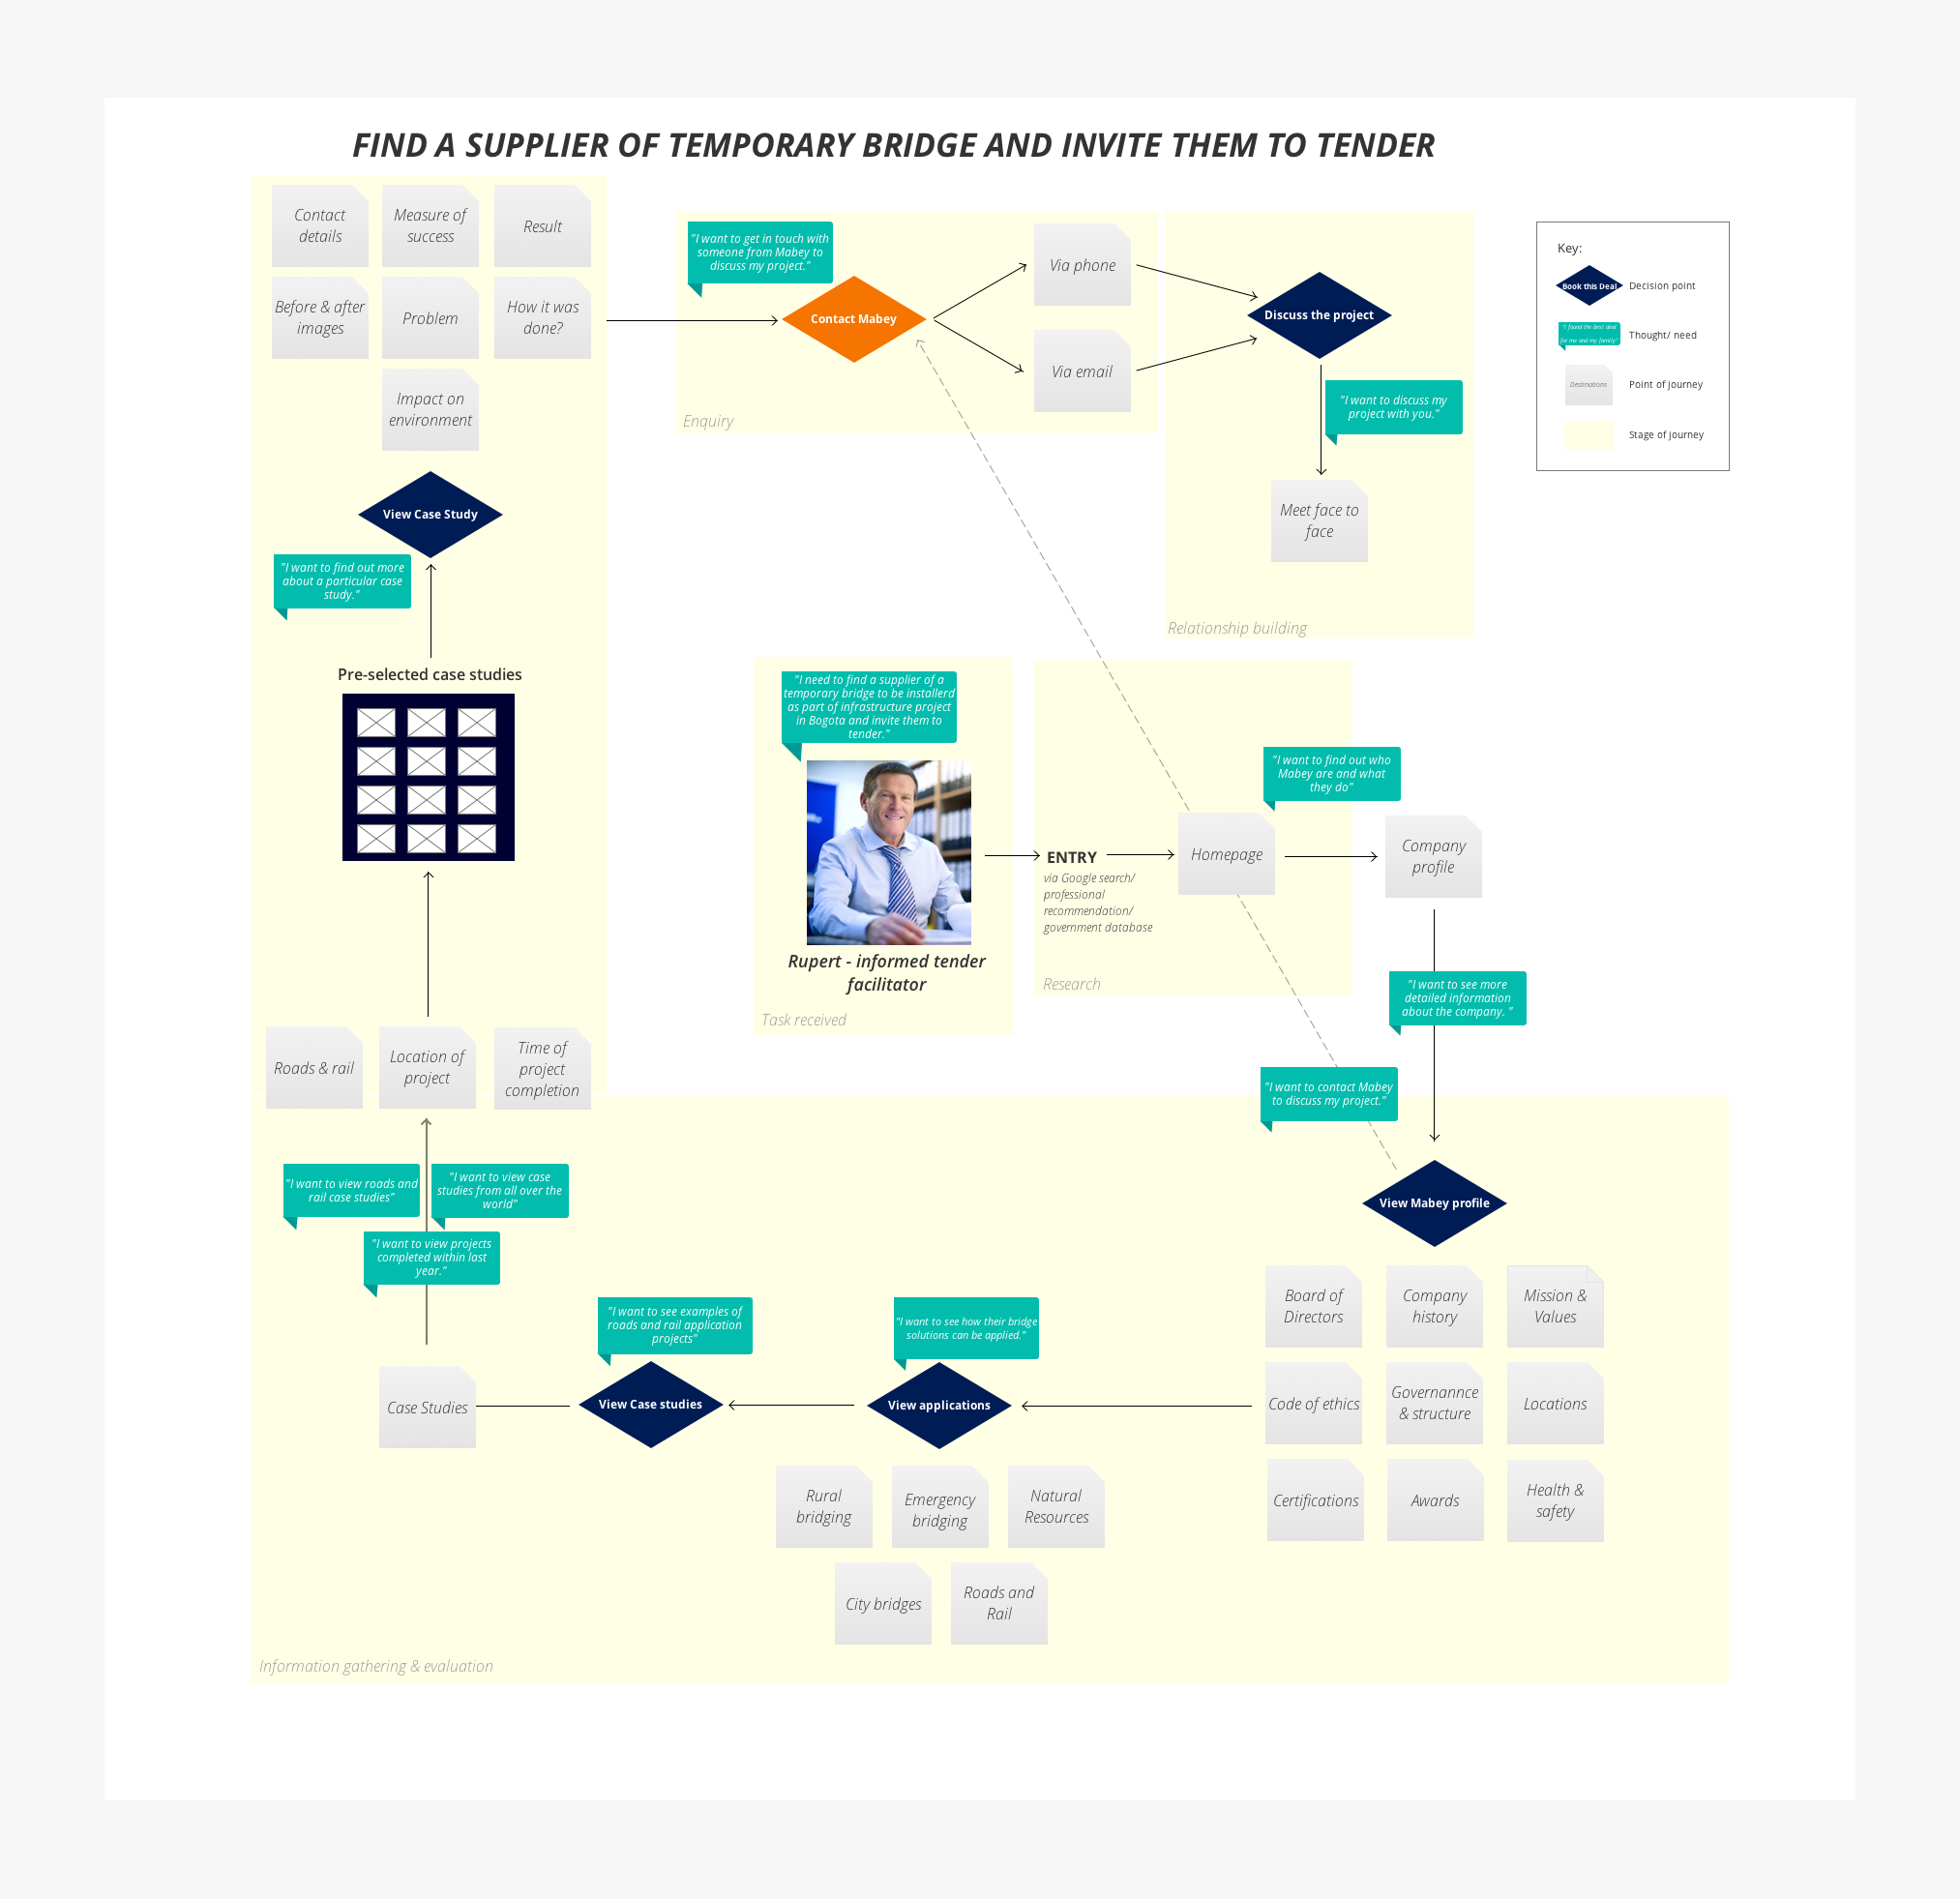 FIND A SUPPLIER OF TEMPORARY BRIDGE AND INVITE THEM TO TENDER
Contact
details
Measure of
success
Result
Before & after
images
Problem
How it was
done?
Impact on
environment
View Case Study
"I want to find out more
about a particular case
study."
Pre-selected case studies
Roads & rail
Location of
project
Time of
project
completion
"I want to get in touch with
someone from Mabey to
discuss my project."
Contact Mabey
Via phone
Via email
Enquiry
Discuss the project
"I want to discuss my
project with you."
Meet face to
face
Relationship building
Key:
Book this Deal
Decision point
"I found the best deal
for me and my family"
Thought/ need
Destinations
Point of journey
Stage of journey
"I need to find a supplier of a
temporary bridge to be installerd
as part of infrastructure project
in Bogota and invite them to
tender."
Rupert - informed tender
facilitator
Task received
ENTRY
via Google search/
professional
recommendation/
government database
Homepage
Research
"I want to find out who
Mabey are and what
they do"
Company
profile
"I want to see more
detailed information
about the company. "
"I want to contact Mabey
to discuss my project."
View Mabey profile
Board of
Directors
Company
history
Mission &
Values
Code of ethics
Governannce
& structure
Locations
Certifications
Awards
Health &
safety
"I want to see how their bridge
solutions can be applied."
View applications
Rural
bridging
Emergency
bridging
Natural
Resources
City bridges
Roads and
Rail
"I want to see examples of
roads and rail application
projects"
View Case studies
Case Studies
"I want to view roads and
rail case studies"
"I want to view case
studies from all over the
world"
"I want to view projects
completed within last
year."
Information gathering & evaluation